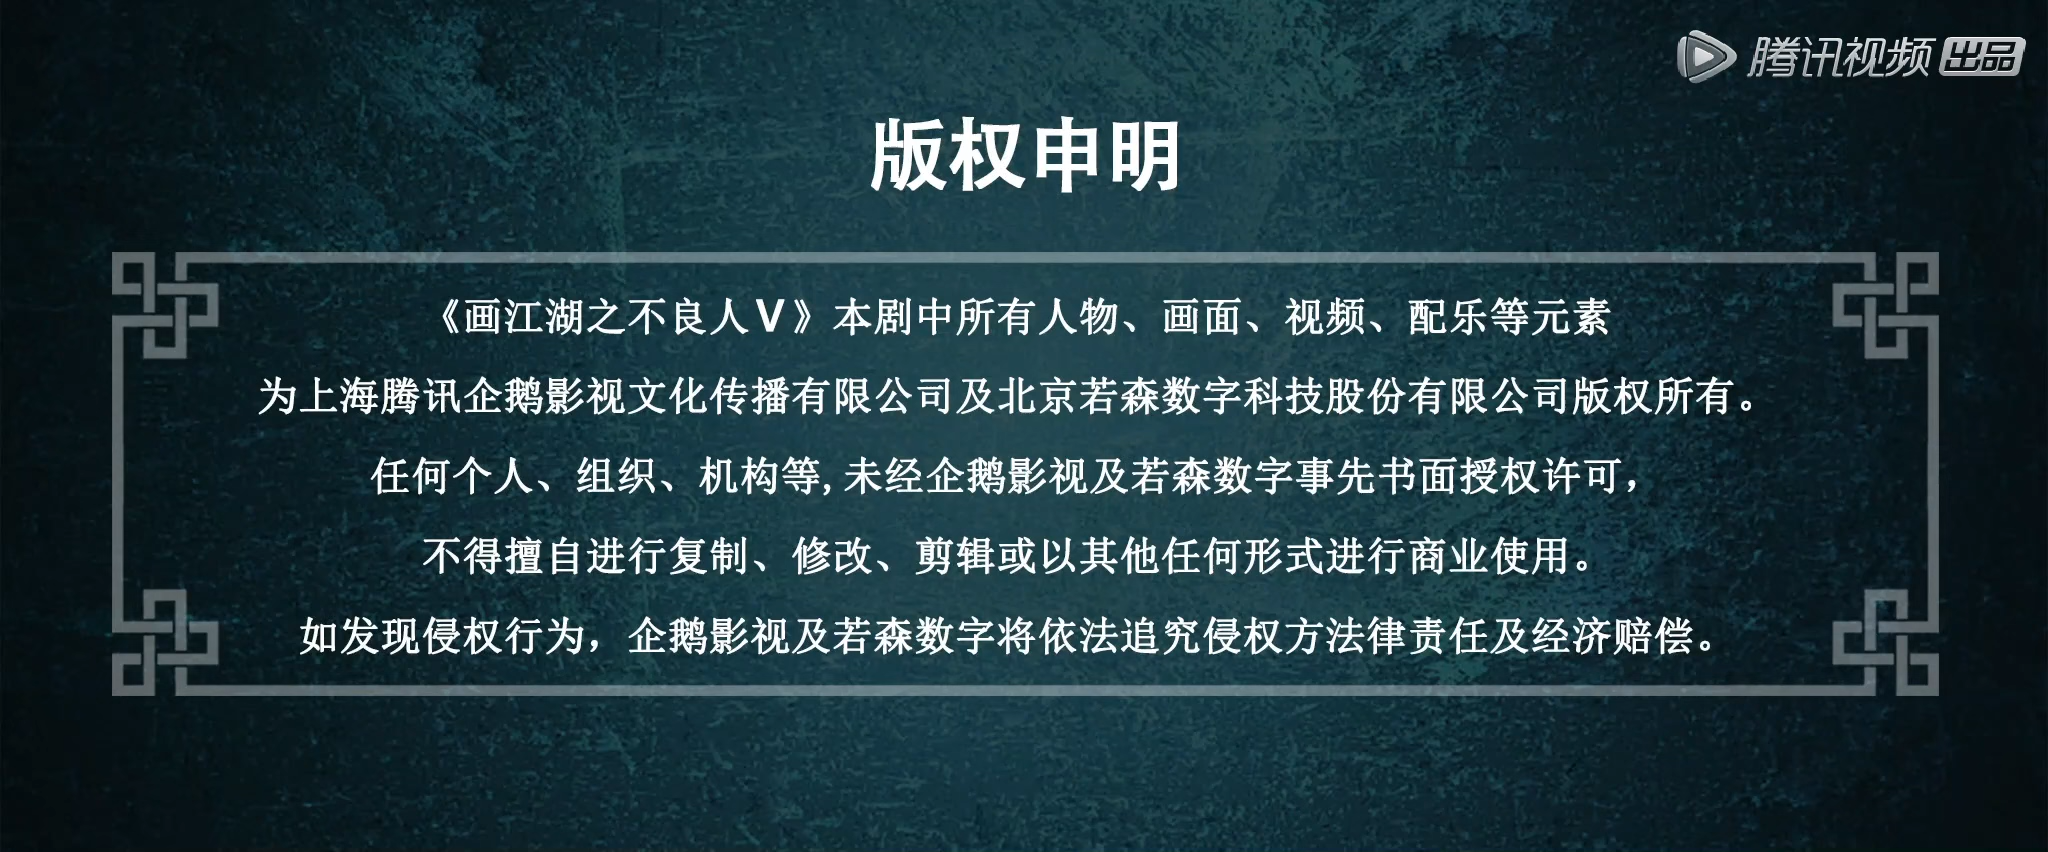 腾讯视频 出品
版权申明
《画江湖之不良人Ⅴ》本剧中所有人物、画面、视频、配乐等元素
为上海腾讯企鹅影视文化传播有限公司及北京若森数字科技股份有限公司版权所有。
任何个人、组织、机构等,未经企鹅影视及若森数字事先书面授权许可，
不得擅自进行复制、修改、剪辑或以其他任何形式进行商业使用。
如发现侵权行为，企鹅影视及若森数字将依法追究侵权方法律责任及经济赔偿。